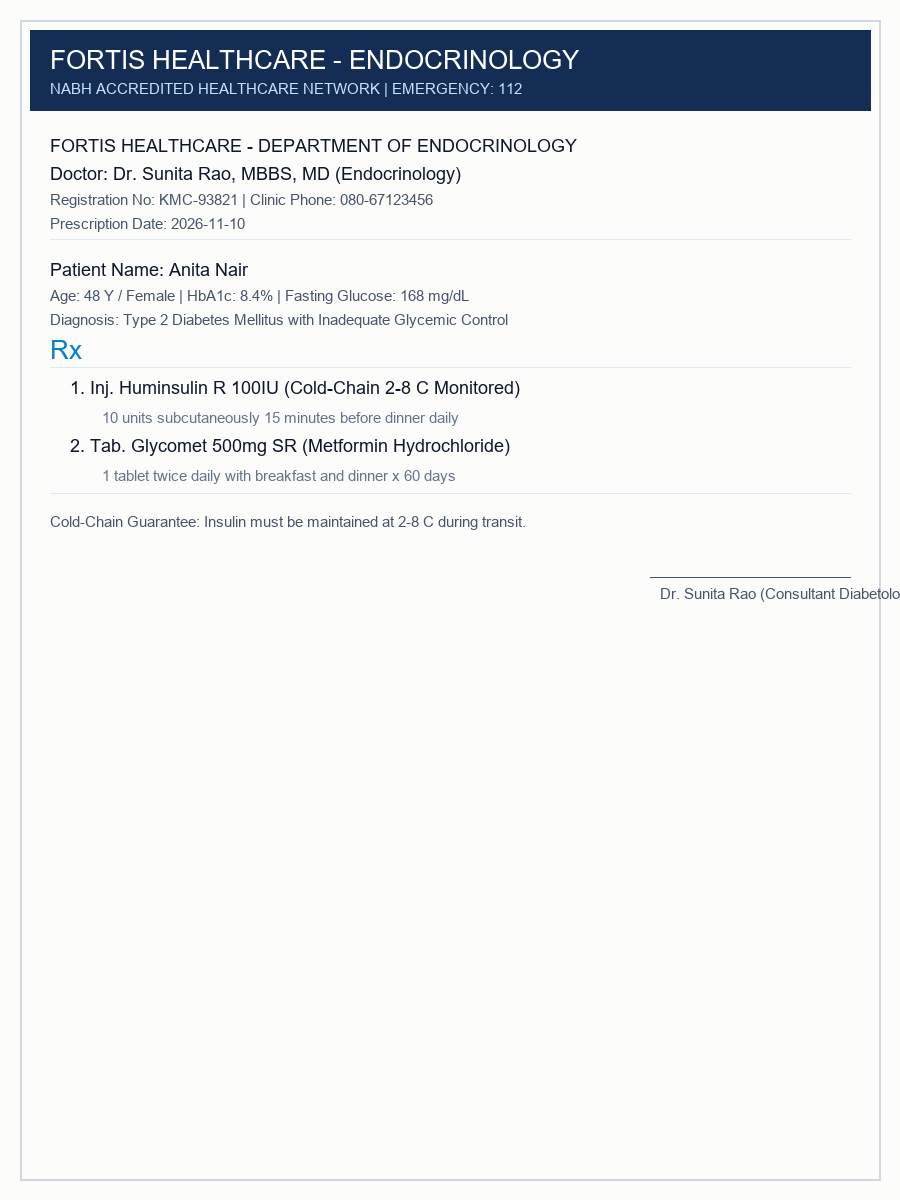 FORTIS HEALTHCARE - ENDOCRINOLOGY
NABH ACCREDITED HEALTHCARE NETWORK | EMERGENCY: 112
FORTIS HEALTHCARE - DEPARTMENT OF ENDOCRINOLOGY
Doctor: Dr. Sunita Rao, MBBS, MD (Endocrinology)
Registration No: KMC-93821 | Clinic Phone: 080-67123456
Prescription Date: 2026-11-10
Patient Name: Anita Nair
Age: 48 Y / Female | HbA1c: 8.4% | Fasting Glucose: 168 mg/dL
Diagnosis: Type 2 Diabetes Mellitus with Inadequate Glycemic Control
Rx
1. Inj. Huminsulin R 100IU (Cold-Chain 2-8 C Monitored)
10 units subcutaneously 15 minutes before dinner daily
2. Tab. Glycomet 500mg SR (Metformin Hydrochloride)
1 tablet twice daily with breakfast and dinner x 60 days
Cold-Chain Guarantee: Insulin must be maintained at 2-8 C during transit.
Dr. Sunita Rao (Consultant Diabetolo